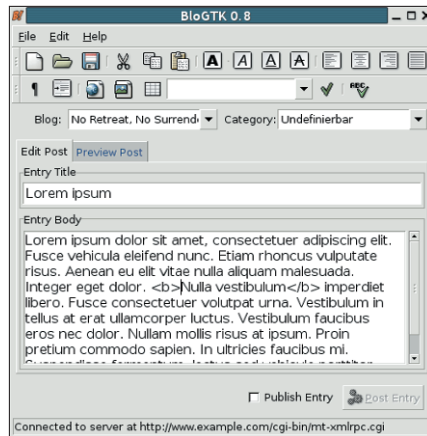 BloGTK 0.8
File Edit Help
A A A A
¶ ABC
Blog: No Retreat, No Surrend Category: Undefinierbar
Edit Post Preview Post
Entry Title
Lorem ipsum
Entry Body
Lorem ipsum dolor sit amet, consectetuer adipiscing elit.
Fusce vehicula eleifend nunc. Etiam rhoncus vulputate
risus. Aenean eu elit vitae nulla aliquam malesuada.
Integer eget dolor. <b>Nulla vestibulum</b> imperdiet
libero. Fusce consectetuer volutpat urna. Vestibulum in
tellus at erat ullamcorper luctus. Vestibulum faucibus
eros nec dolor. Nullam mollis risus at ipsum. Proin
pretium commodo sapien. In ultricies faucibus mi.
Publish Entry Post Entry
Connected to server at http://www.example.com/cgi-bin/mt-xmlrpc.cgi